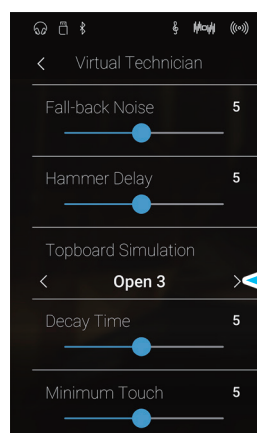 Virtual Technician
Fall-back Noise 5
Hammer Delay 5
Topboard Simulation
Open 3
Decay Time 5
Minimum Touch 5